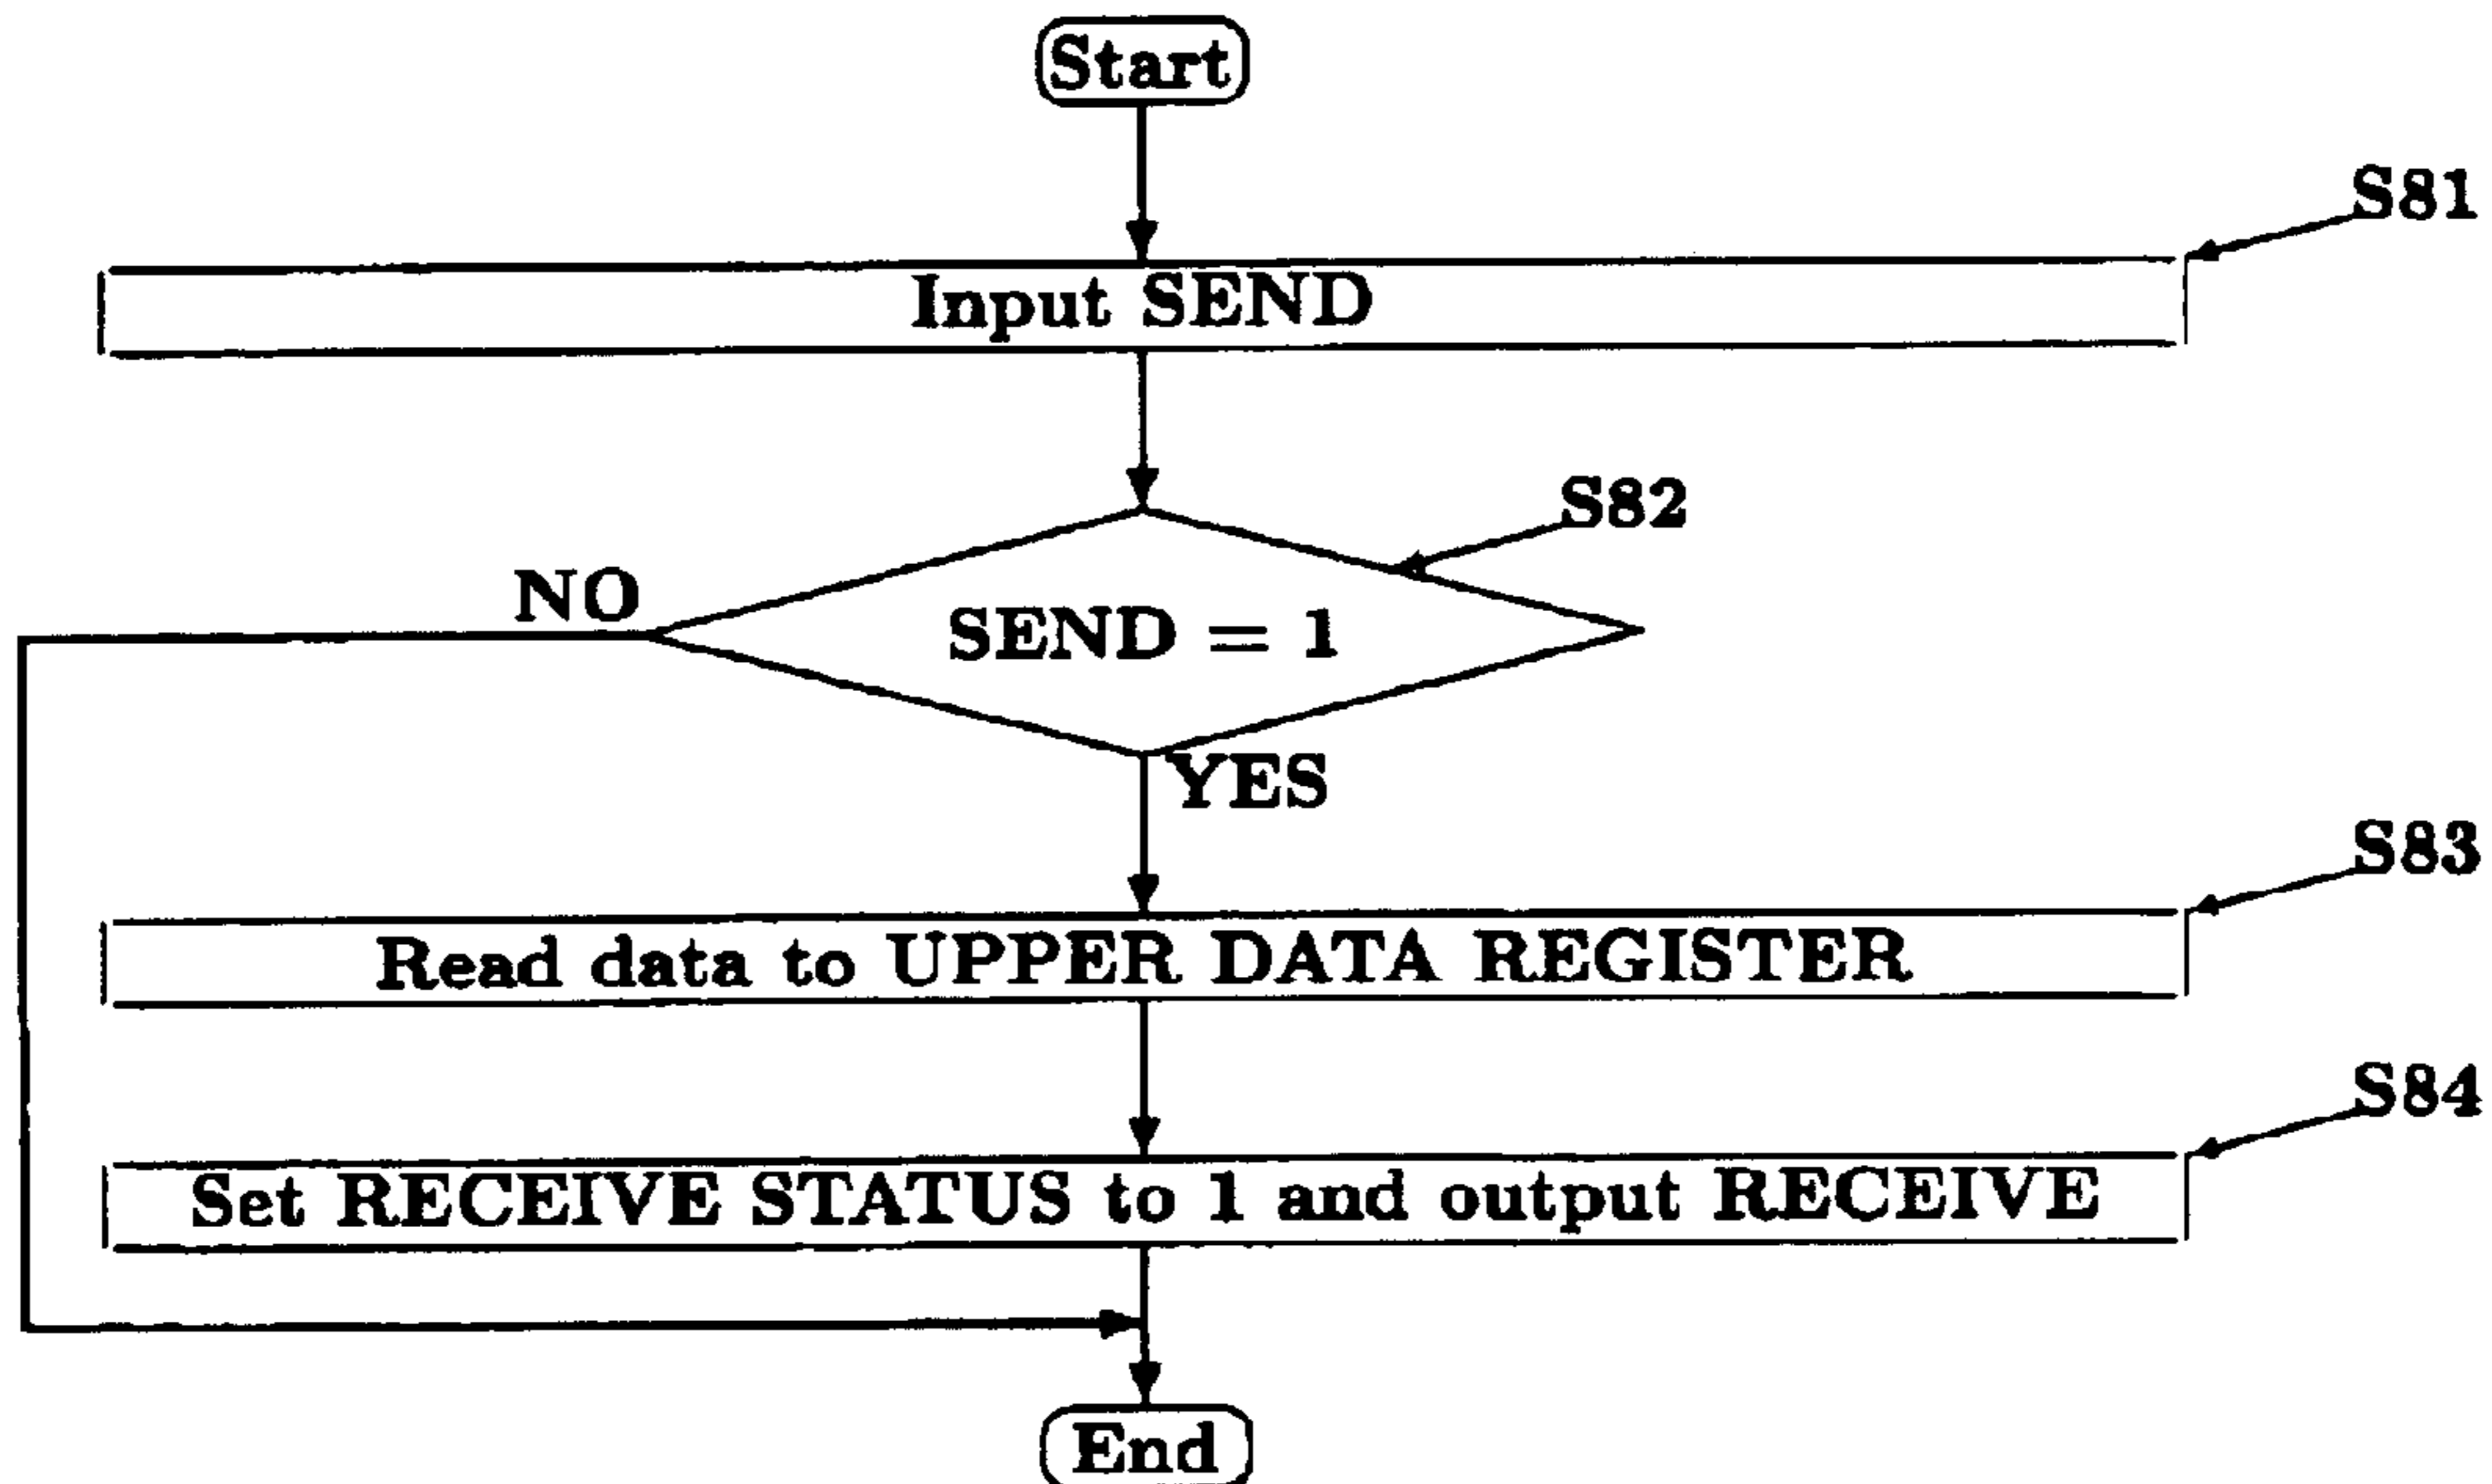 Start
S81
Input SEND
S82
NO
SEND = 1
YES
S83
Read data to UPPER DATA REGISTER
S84
Set RECEIVE STATUS to 1 and output RECEIVE
End